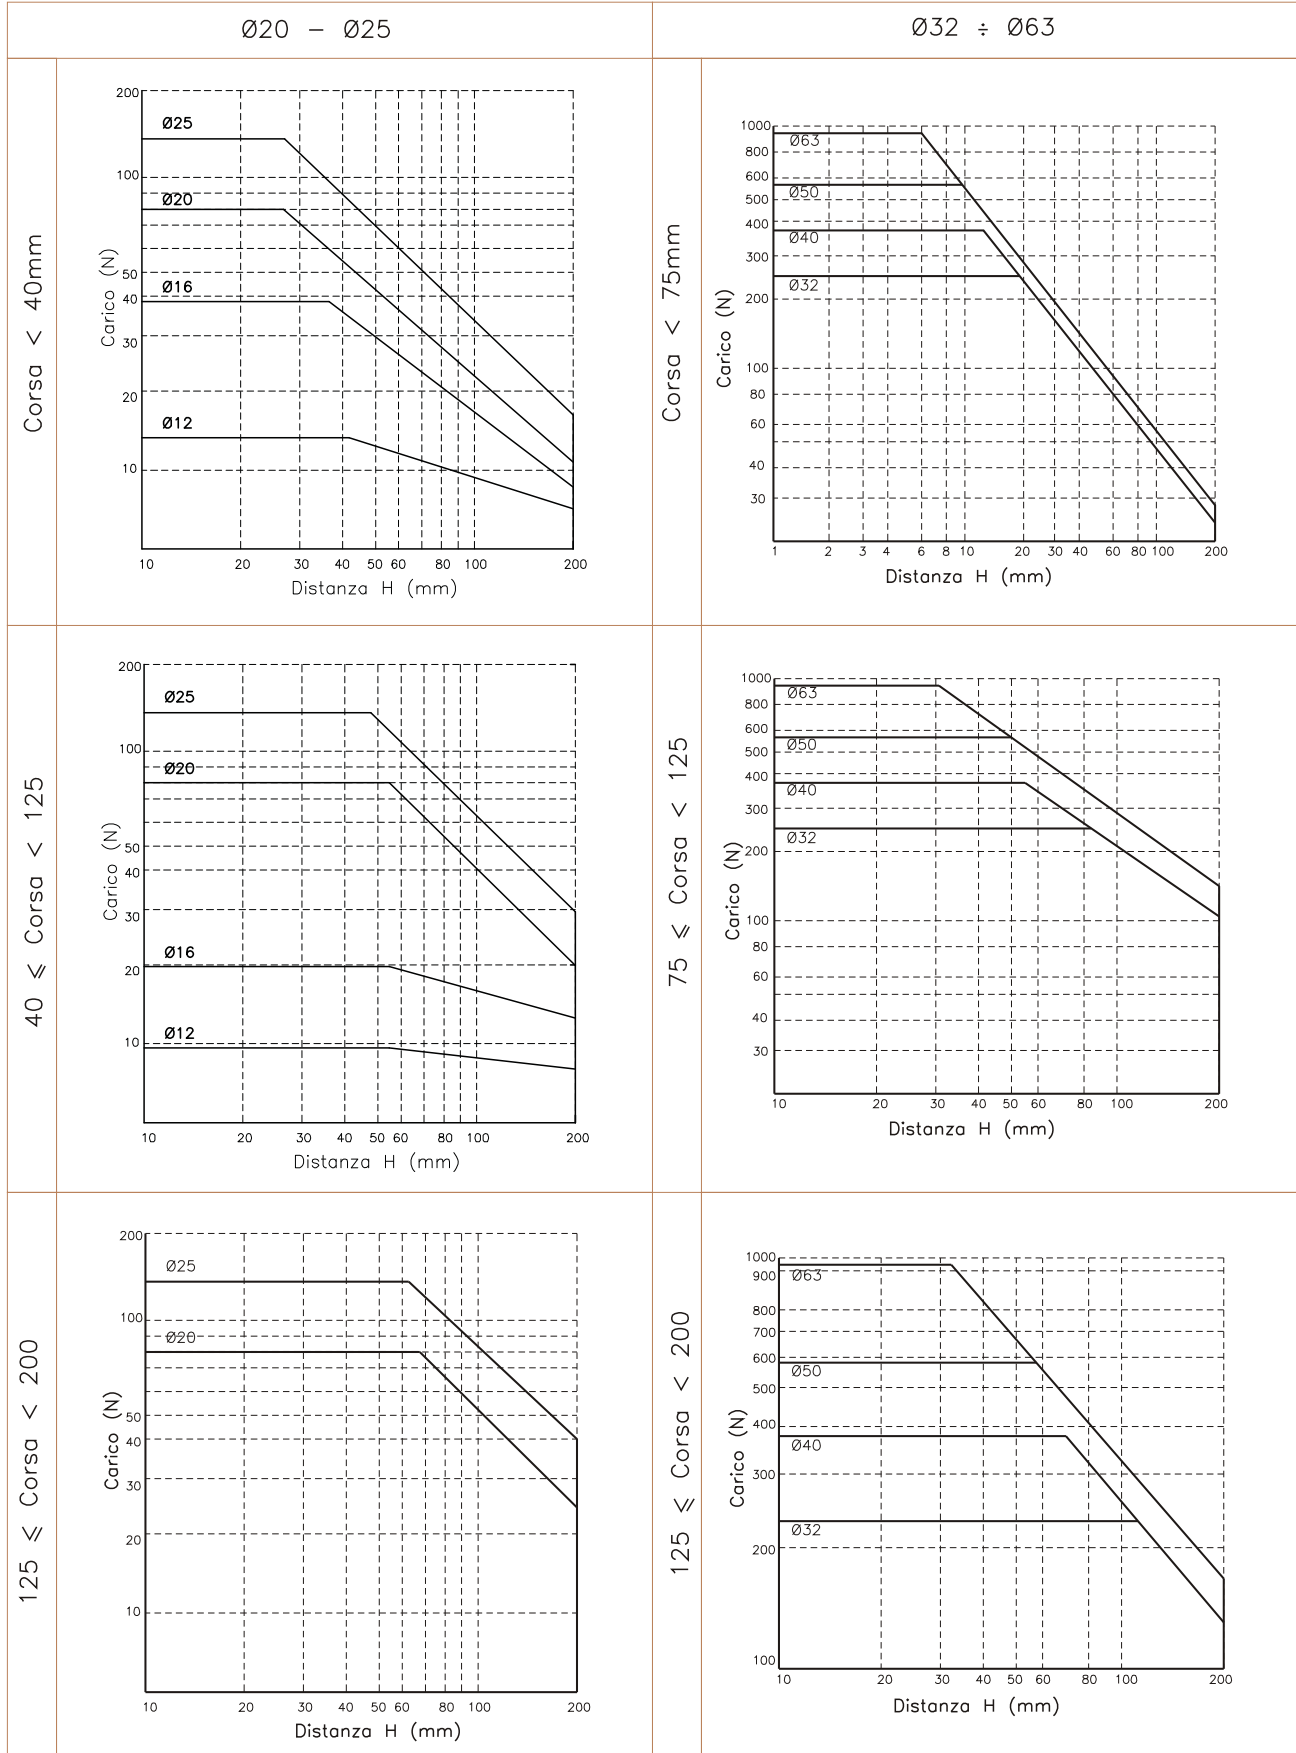 Ø20 – Ø25
Ø32 ÷ Ø63
Corsa < 40mm
Carico (N)
200
100
50
40
30
20
10
Ø25
Ø20
Ø16
Ø12
10 20 30 40 50 60 80 100 200
Distanza H (mm)
Corsa < 75mm
Carico (N)
1000
800
600
500
400
300
200
100
80
60
40
30
Ø63
Ø50
Ø40
Ø32
1 2 3 4 6 8 10 20 30 40 60 80 100 200
Distanza H (mm)
40 ⩽ Corsa < 125
Carico (N)
200
100
50
40
30
20
10
Ø25
Ø20
Ø16
Ø12
10 20 30 40 50 60 80 100 200
Distanza H (mm)
75 ⩽ Corsa < 125
Carico (N)
1000
800
600
500
400
300
200
100
80
60
40
30
Ø63
Ø50
Ø40
Ø32
10 20 30 40 50 60 80 100 200
Distanza H (mm)
125 ⩽ Corsa < 200
Carico (N)
200
100
50
40
30
20
10
Ø25
Ø20
10 20 30 40 50 60 80 100 200
Distanza H (mm)
125 ⩽ Corsa < 200
Carico (N)
1000
900
800
700
600
500
400
300
200
100
Ø63
Ø50
Ø40
Ø32
10 20 30 40 50 60 80 100 200
Distanza H (mm)